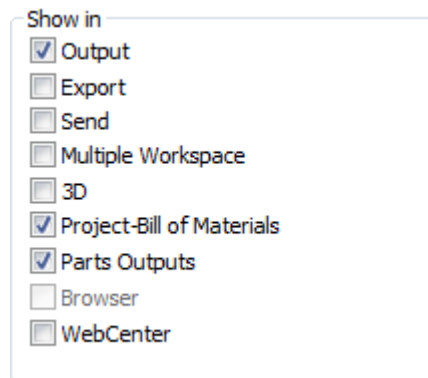 Show in
Output
Export
Send
Multiple Workspace
3D
Project-Bill of Materials
Parts Outputs
Browser
WebCenter